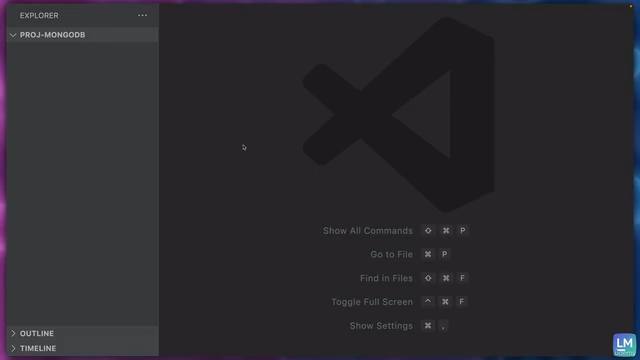 EXPLORER ...
PROJ-MONGODB
Show All Commands ⇧ ⌘ P
Go to File ⌘ P
Find in Files ⇧ ⌘ F
Toggle Full Screen ^ ⌘ F
Show Settings ⌘ ,
OUTLINE
TIMELINE
LM